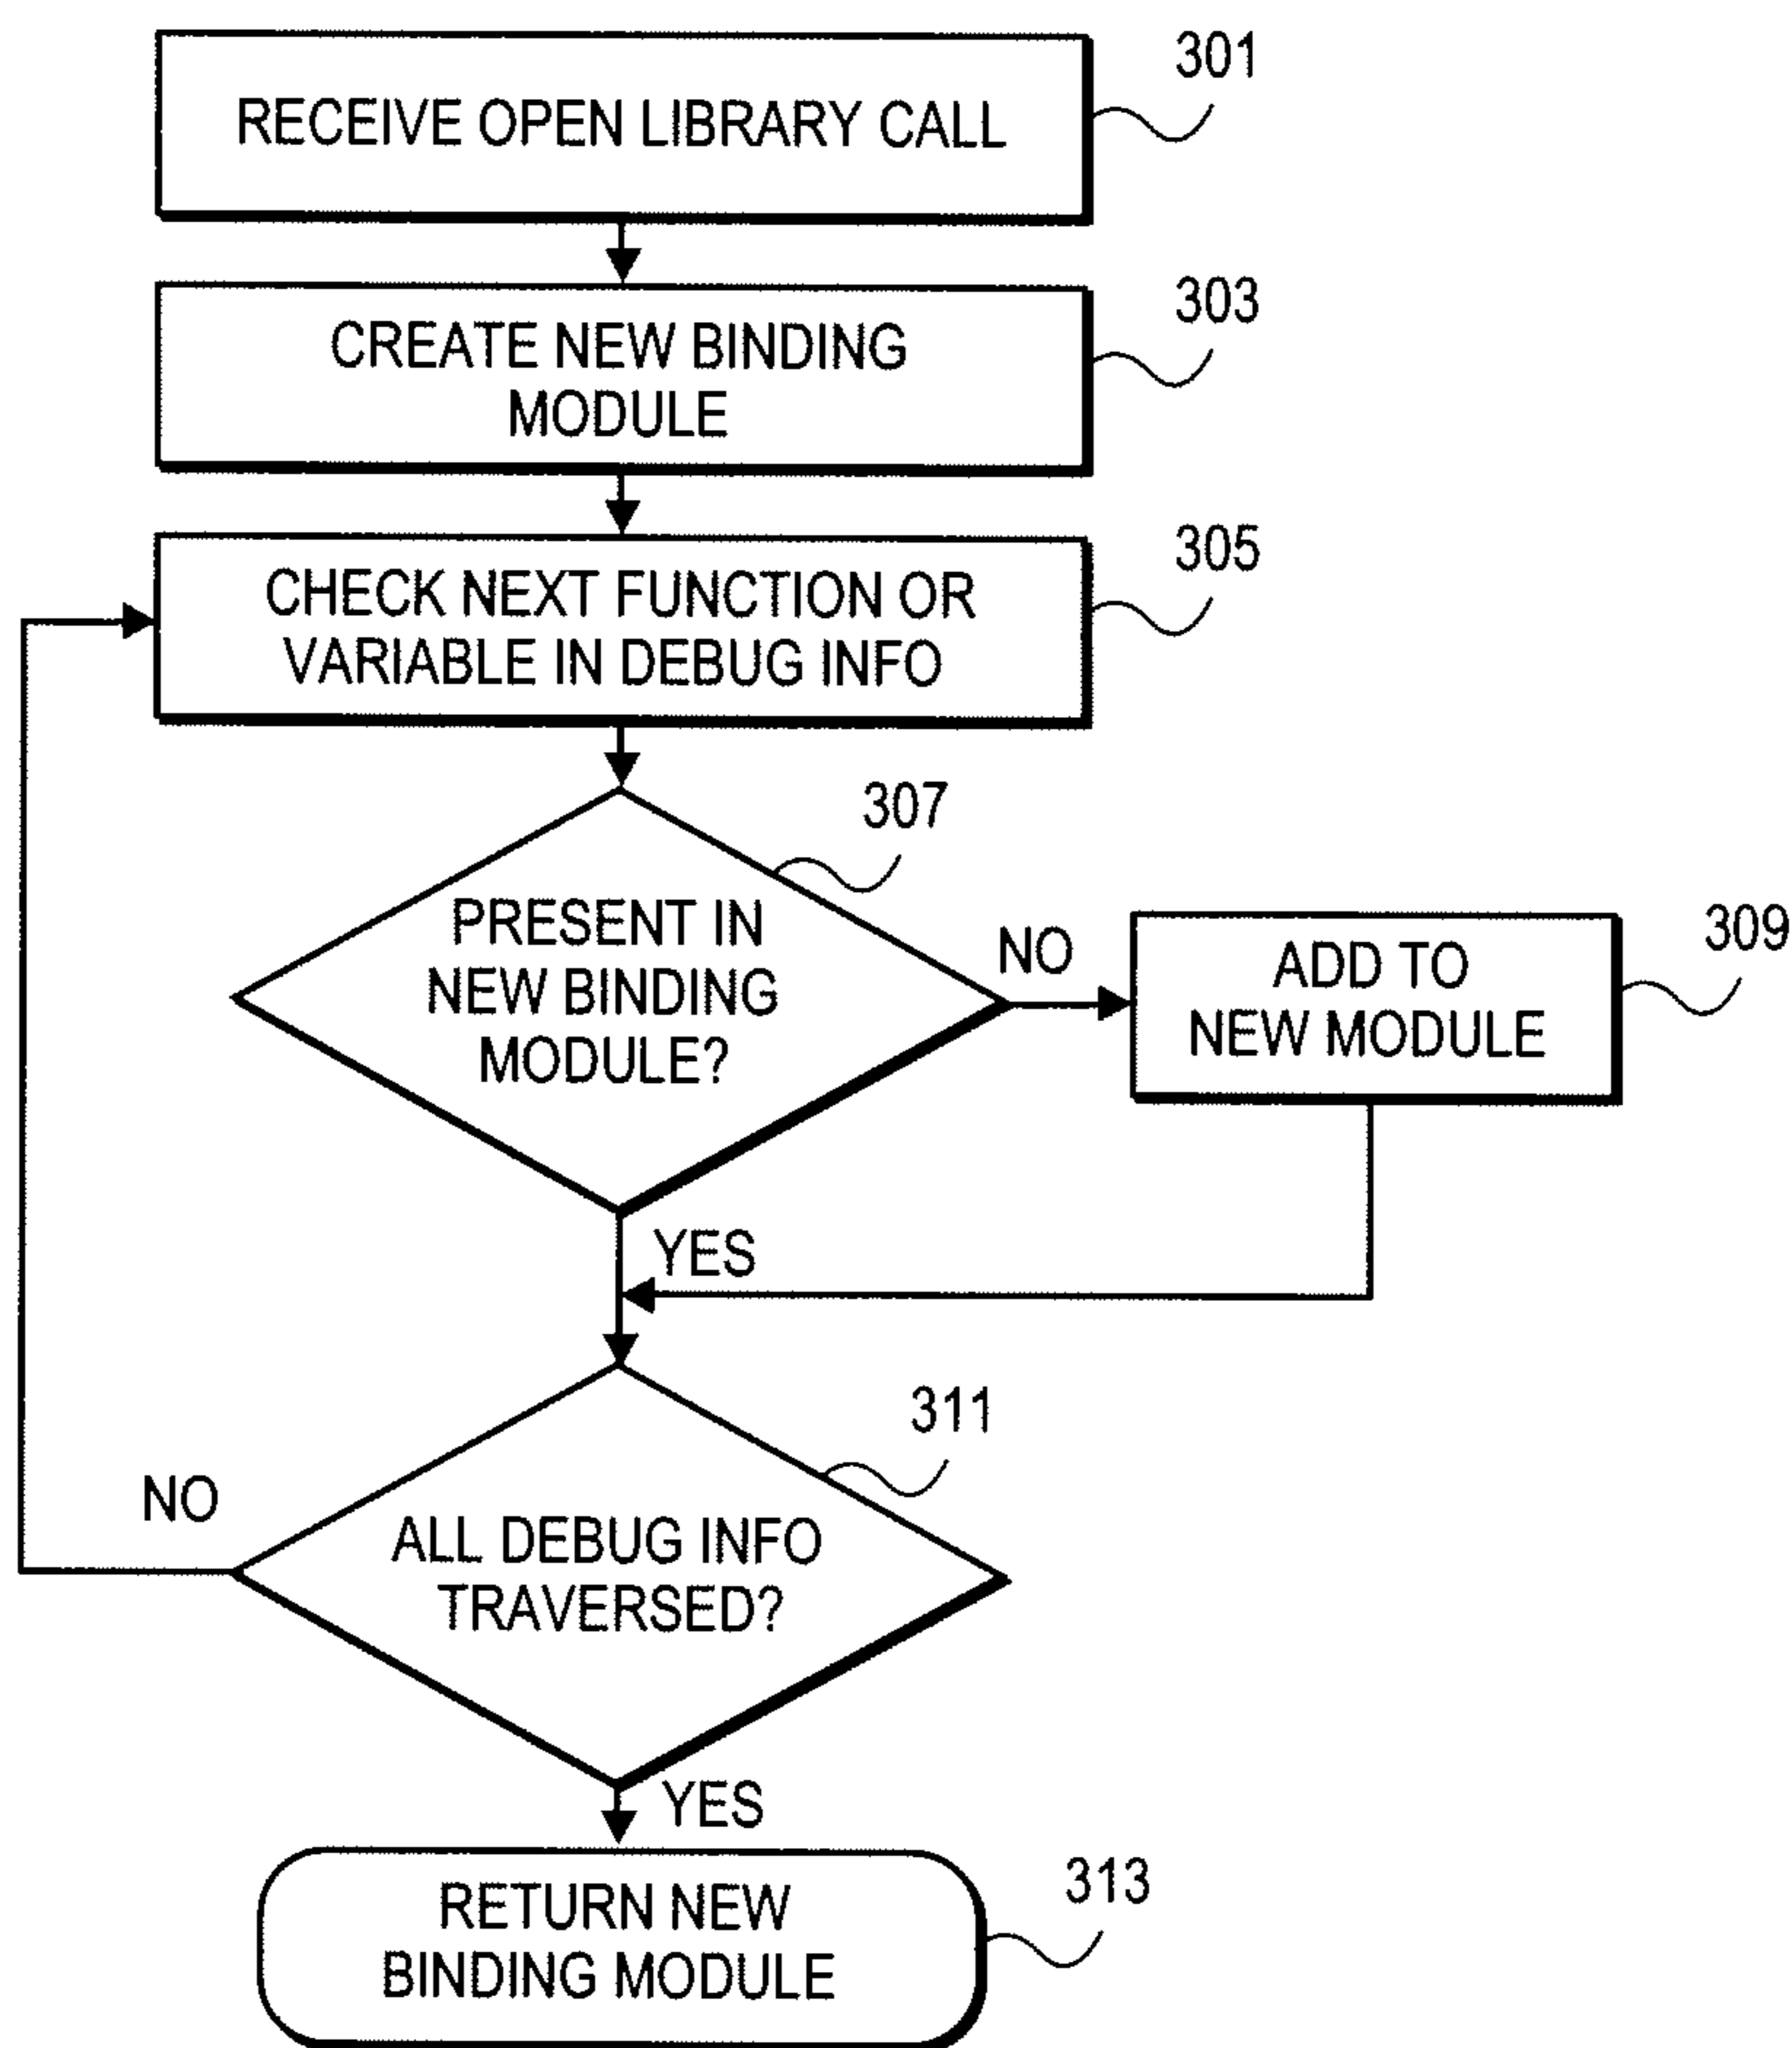 301
RECEIVE OPEN LIBRARY CALL
303
CREATE NEW BINDING
MODULE
305
CHECK NEXT FUNCTION OR
VARIABLE IN DEBUG INFO
307
PRESENT IN
NEW BINDING
MODULE?
NO
309
ADD TO
NEW MODULE
YES
311
NO
ALL DEBUG INFO
TRAVERSED?
YES
313
RETURN NEW
BINDING MODULE